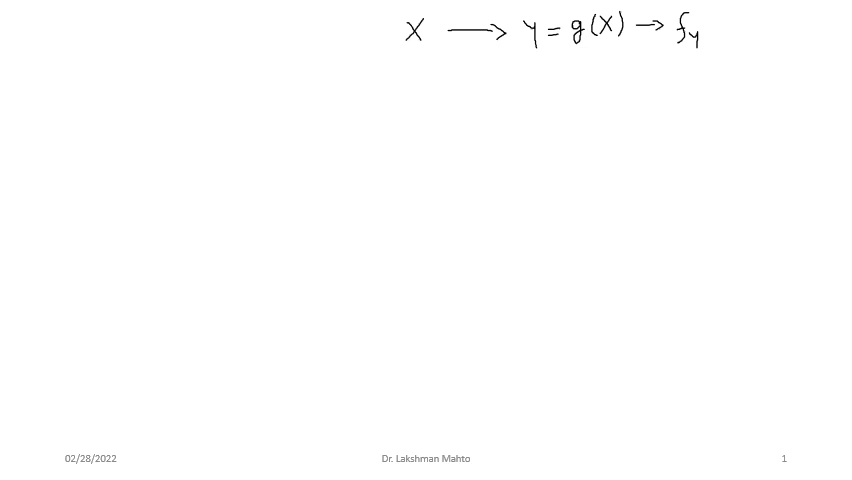 X ⟶ Y = g(X) → f_Y
02/28/2022 Dr. Lakshman Mahto 1